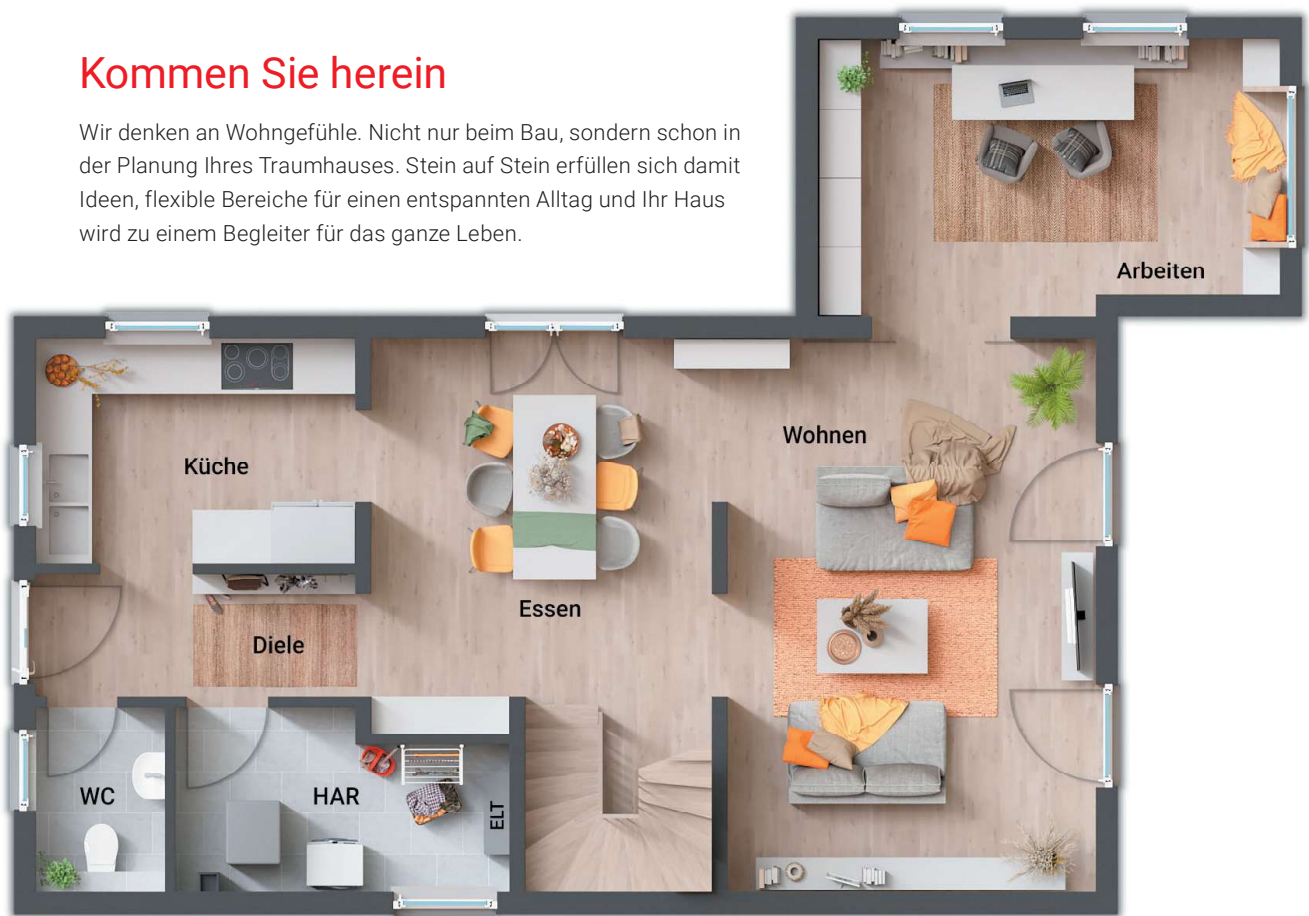 Kommen Sie herein
Wir denken an Wohngefühle. Nicht nur beim Bau, sondern schon in
der Planung Ihres Traumhauses. Stein auf Stein erfüllen sich damit
Ideen, flexible Bereiche für einen entspannten Alltag und Ihr Haus
wird zu einem Begleiter für das ganze Leben.
Arbeiten
Wohnen
Küche
Essen
Diele
WC
HAR
ELT